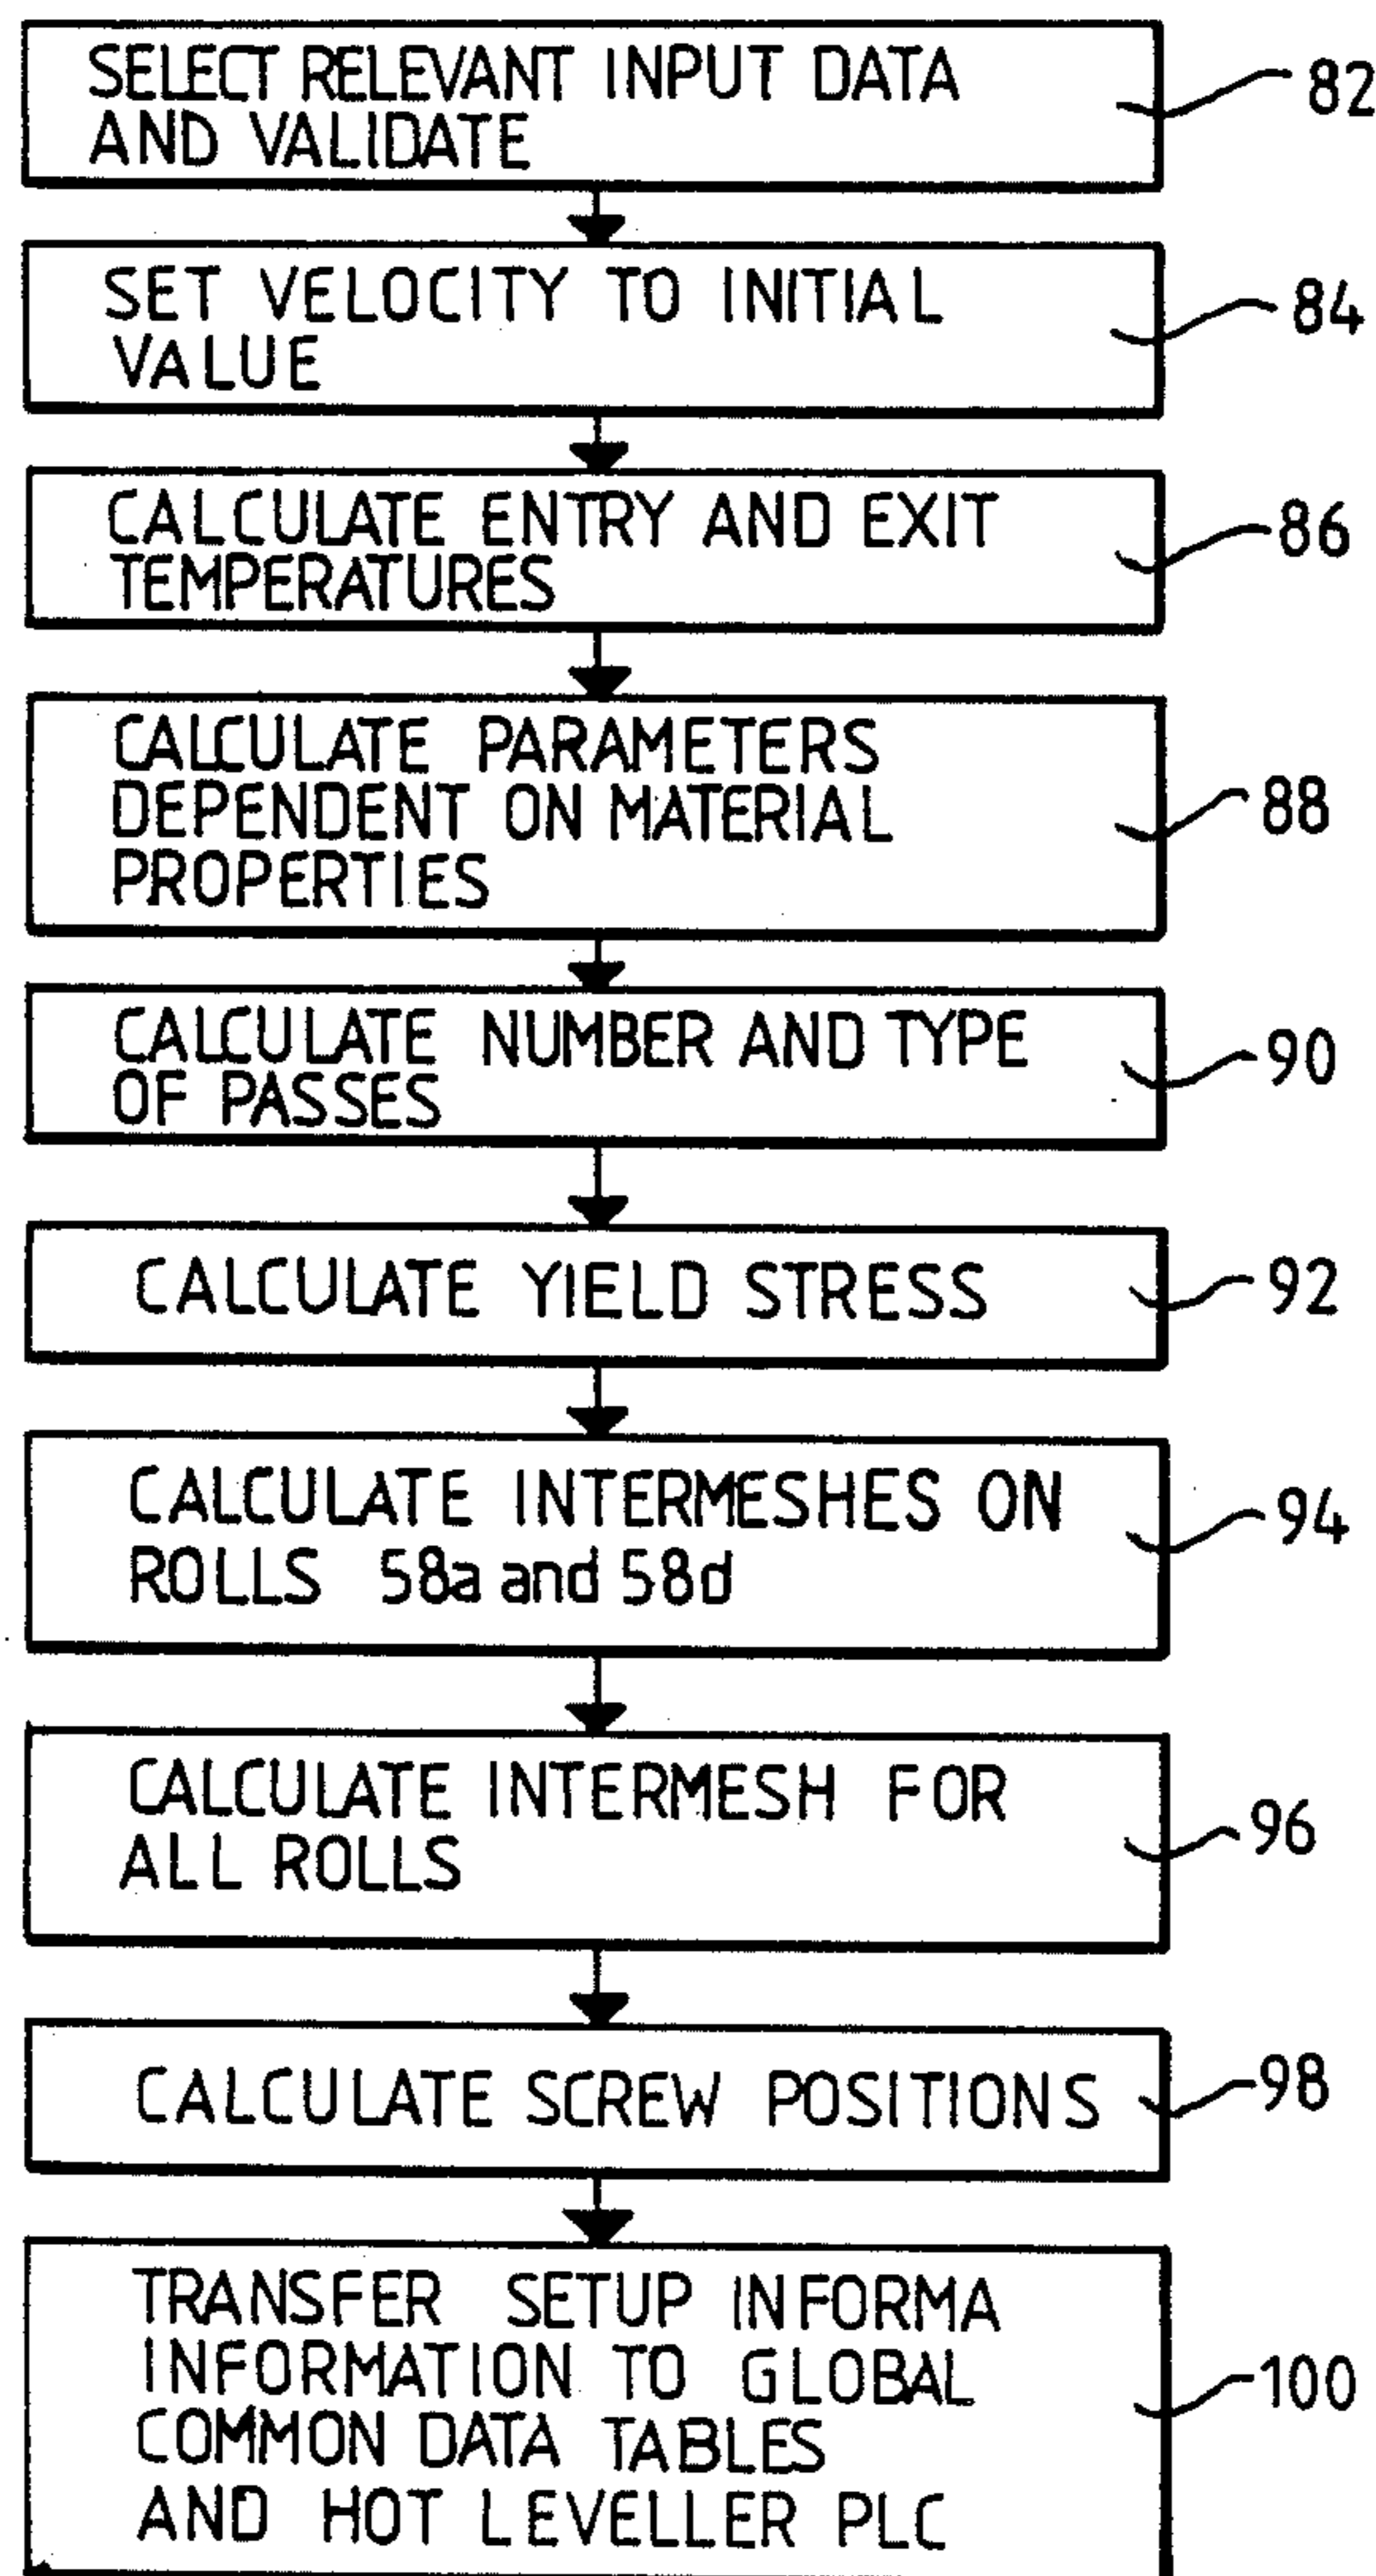 SELECT RELEVANT INPUT DATA
AND VALIDATE
82
SET VELOCITY TO INITIAL
VALUE
84
CALCULATE ENTRY AND EXIT
TEMPERATURES
86
CALCULATE PARAMETERS
DEPENDENT ON MATERIAL
PROPERTIES
88
CALCULATE NUMBER AND TYPE
OF PASSES
90
CALCULATE YIELD STRESS
92
CALCULATE INTERMESHES ON
ROLLS 58a and 58d
94
CALCULATE INTERMESH FOR
ALL ROLLS
96
CALCULATE SCREW POSITIONS
98
TRANSFER SETUP INFORMA
INFORMATION TO GLOBAL
COMMON DATA TABLES
AND HOT LEVELLER PLC
100